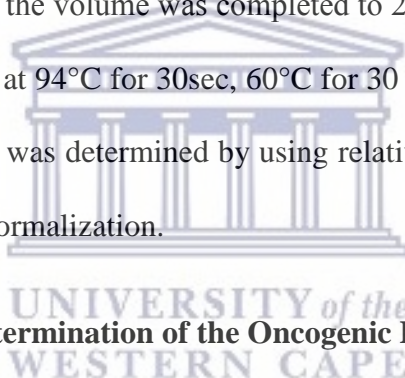 the volume was completed to 2
at 94°C for 30sec, 60°C for 30
was determined by using relativ
ormalization.
UNIVERSITY of the
termination of the Oncogenic
WESTERN CAPE